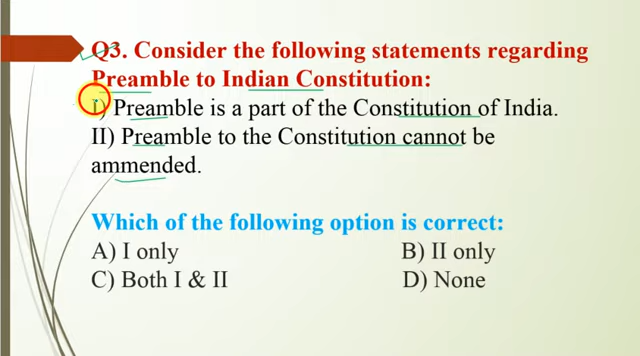 Q3. Consider the following statements regarding
Preamble to Indian Constitution:
I) Preamble is a part of the Constitution of India.
II) Preamble to the Constitution cannot be
ammended.
Which of the following option is correct:
A) I only B) II only
C) Both I & II D) None